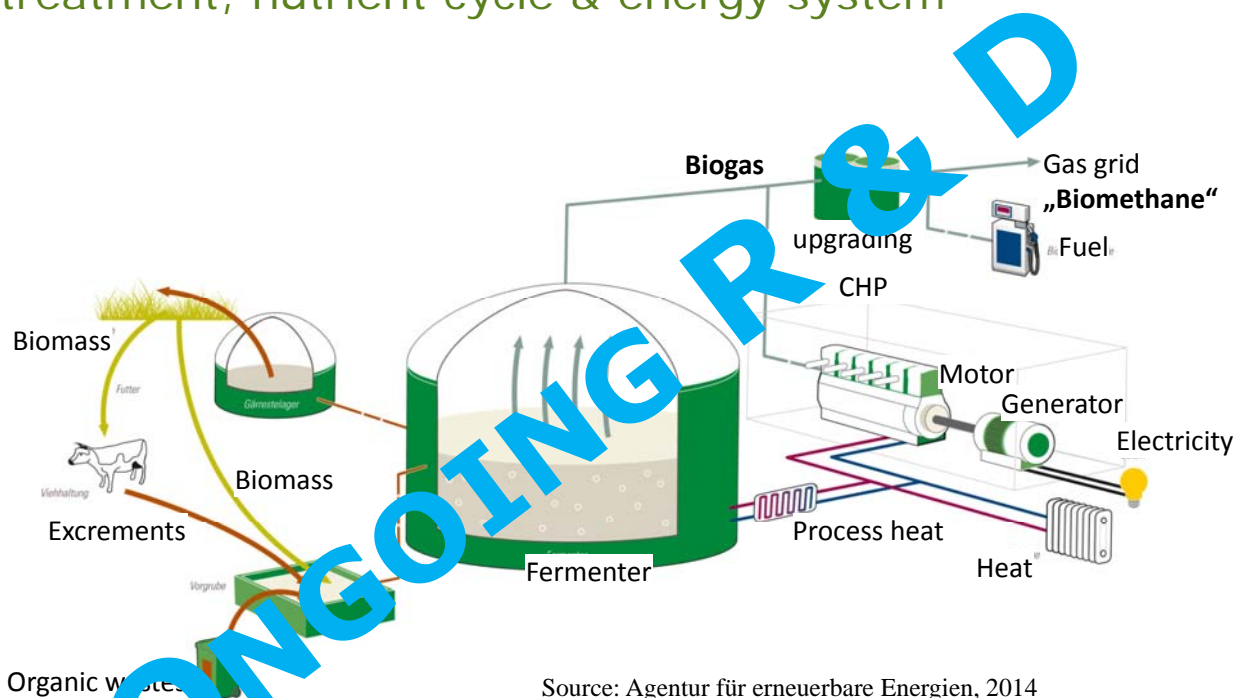 treatment, nutrient cycle & energy system
ONGOING R & D
Biogas
Gas grid
„Biomethane“
upgrading
Fuel
CHP
Biomass
Futter
Gärrestelager
Motor
Generator
Electricity
Viehhaltung
Biomass
Excrements
Process heat
Heat
Vorgrube
Fermenter
Organic wastes
Source: Agentur für erneuerbare Energien, 2014